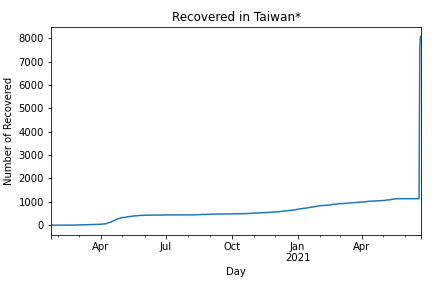 Recovered in Taiwan*
8000
7000
6000
5000
4000
3000
2000
1000
0
Number of Recovered
Apr Jul Oct Jan Apr
2021
Day